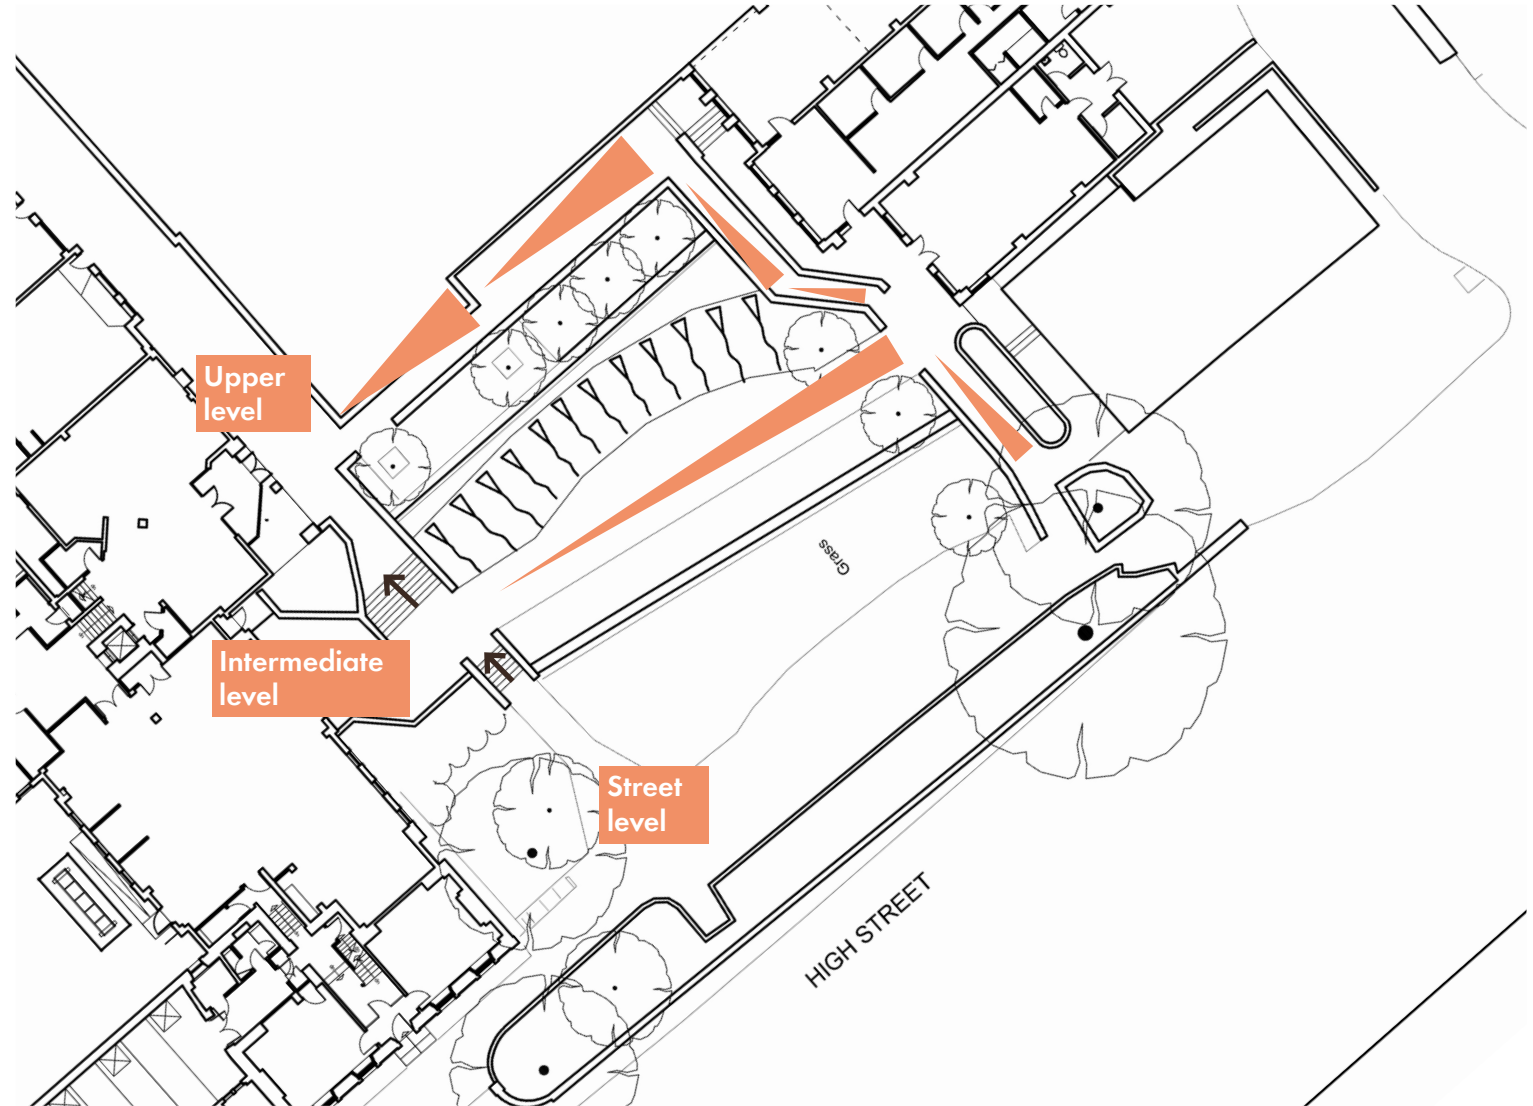 Upper
level
Grass
Intermediate
level
Street
level
HIGH STREET